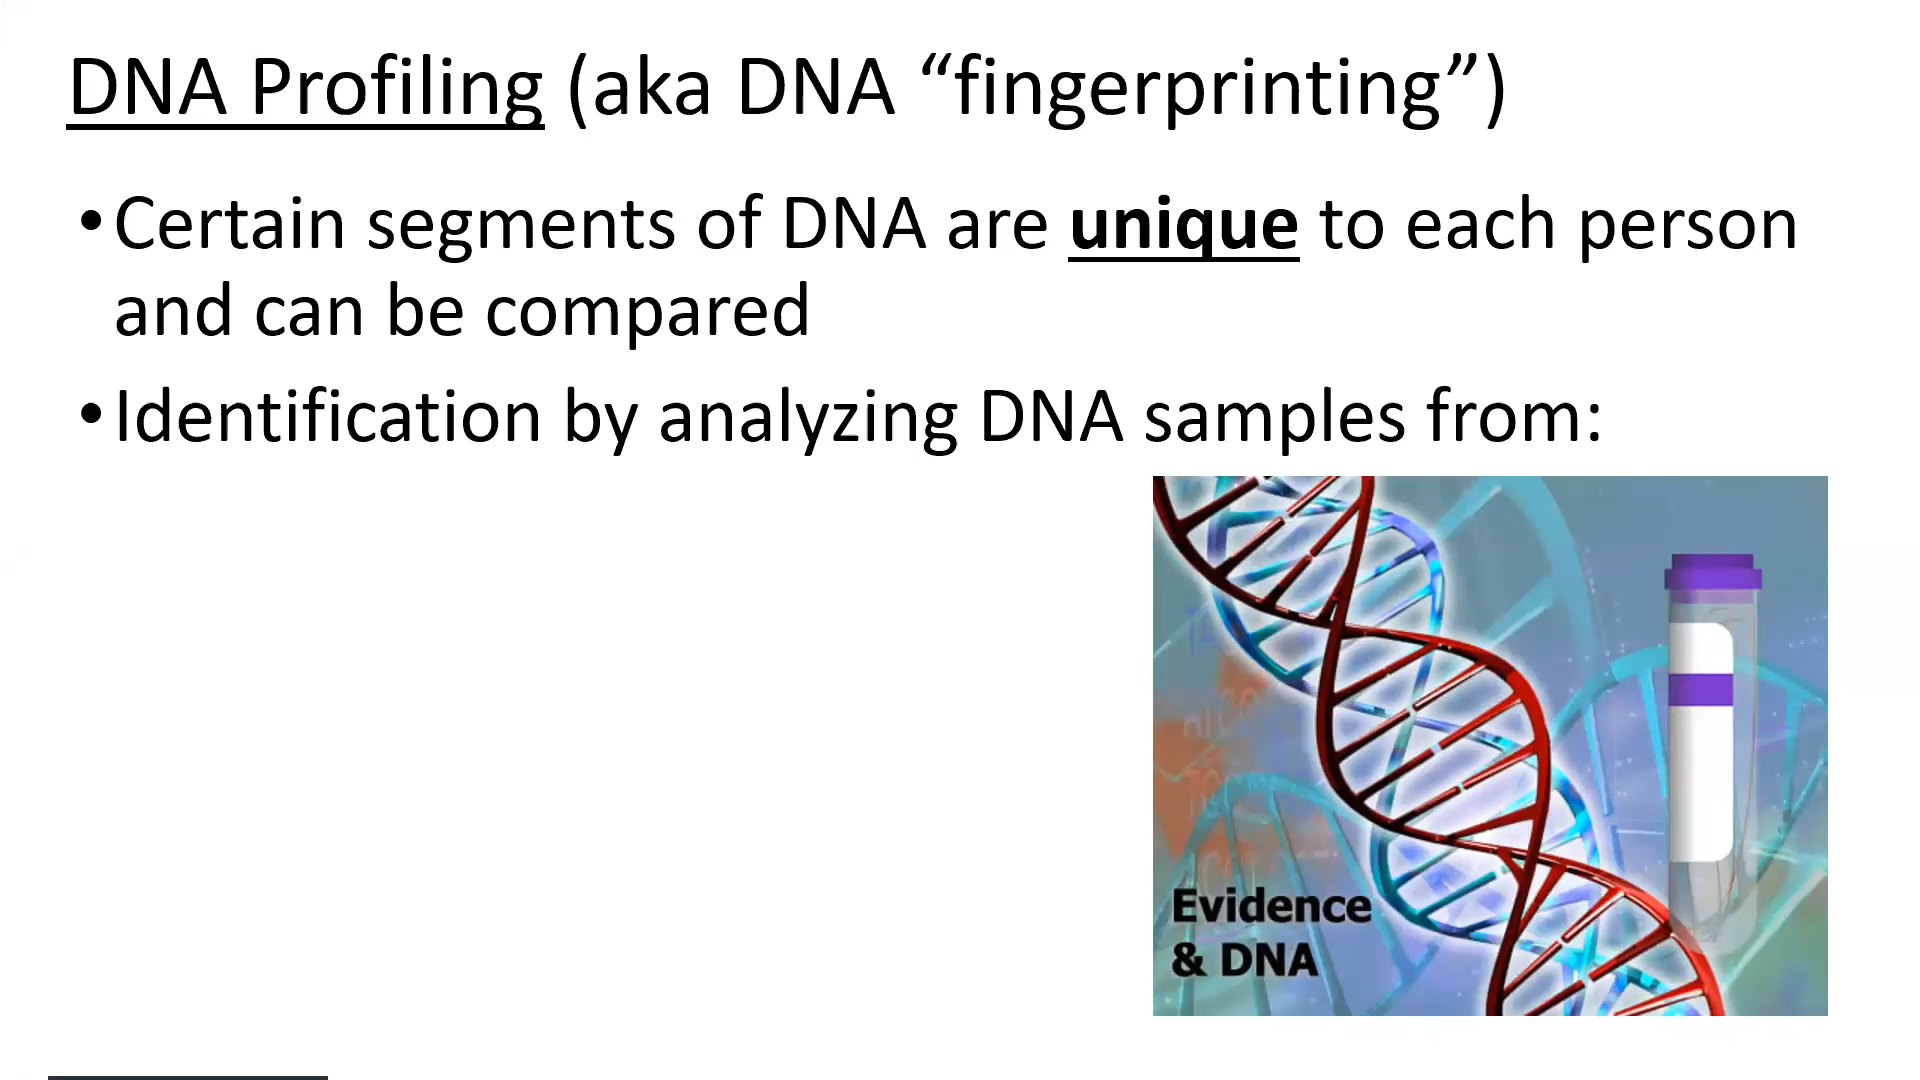 DNA Profiling (aka DNA “fingerprinting”)
•Certain segments of DNA are unique to each person
and can be compared
•Identification by analyzing DNA samples from:
Evidence
& DNA